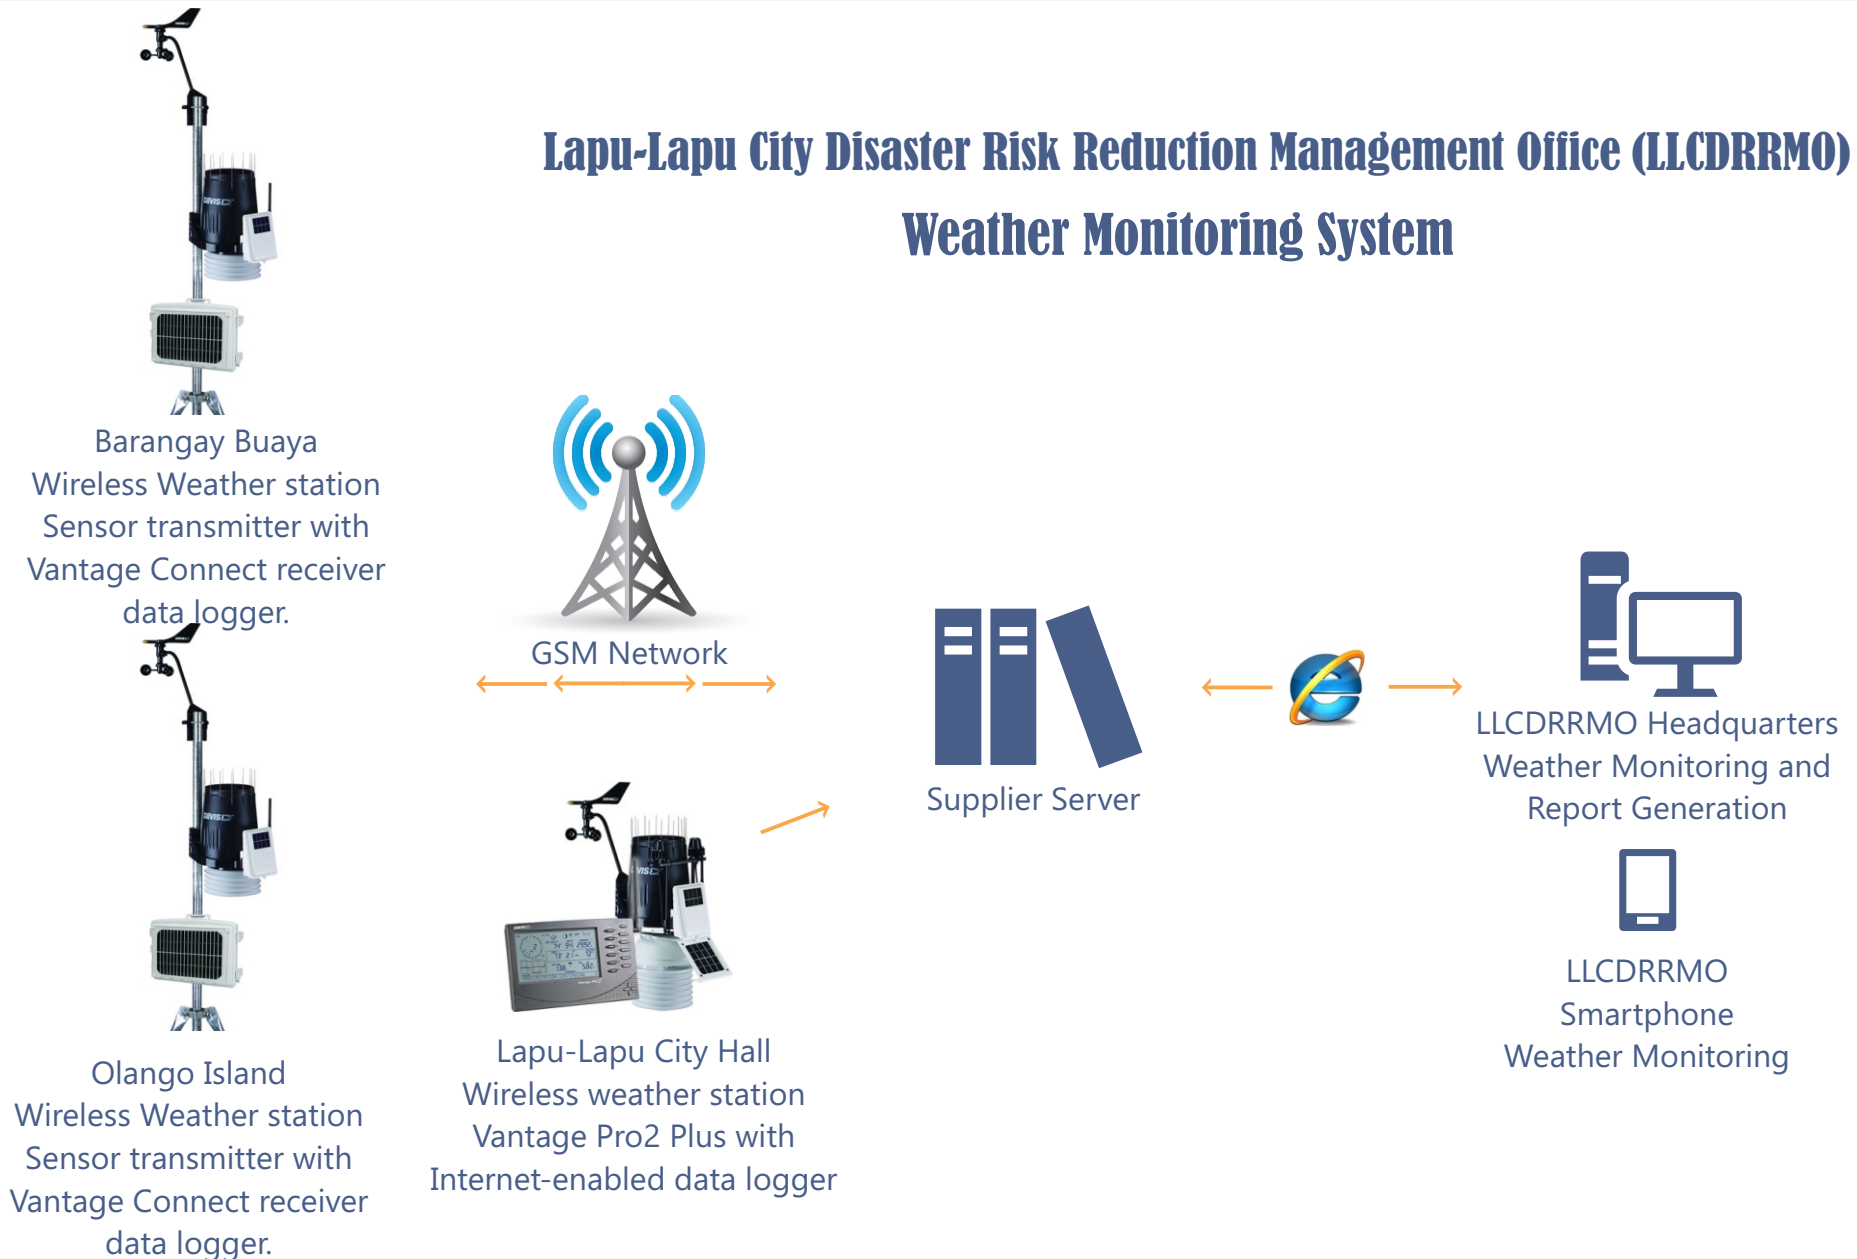 Lapu-Lapu City Disaster Risk Reduction Management Office (LLCDRRMO)
Weather Monitoring System
DAVIS
Barangay Buaya
Wireless Weather station
Sensor transmitter with
Vantage Connect receiver
data logger.
GSM Network
DAVIS
Olango Island
Wireless Weather station
Sensor transmitter with
Vantage Connect receiver
data logger.
Lapu-Lapu City Hall
Wireless weather station
Vantage Pro2 Plus with
Internet-enabled data logger
Supplier Server
LLCDRRMO Headquarters
Weather Monitoring and
Report Generation
LLCDRRMO
Smartphone
Weather Monitoring